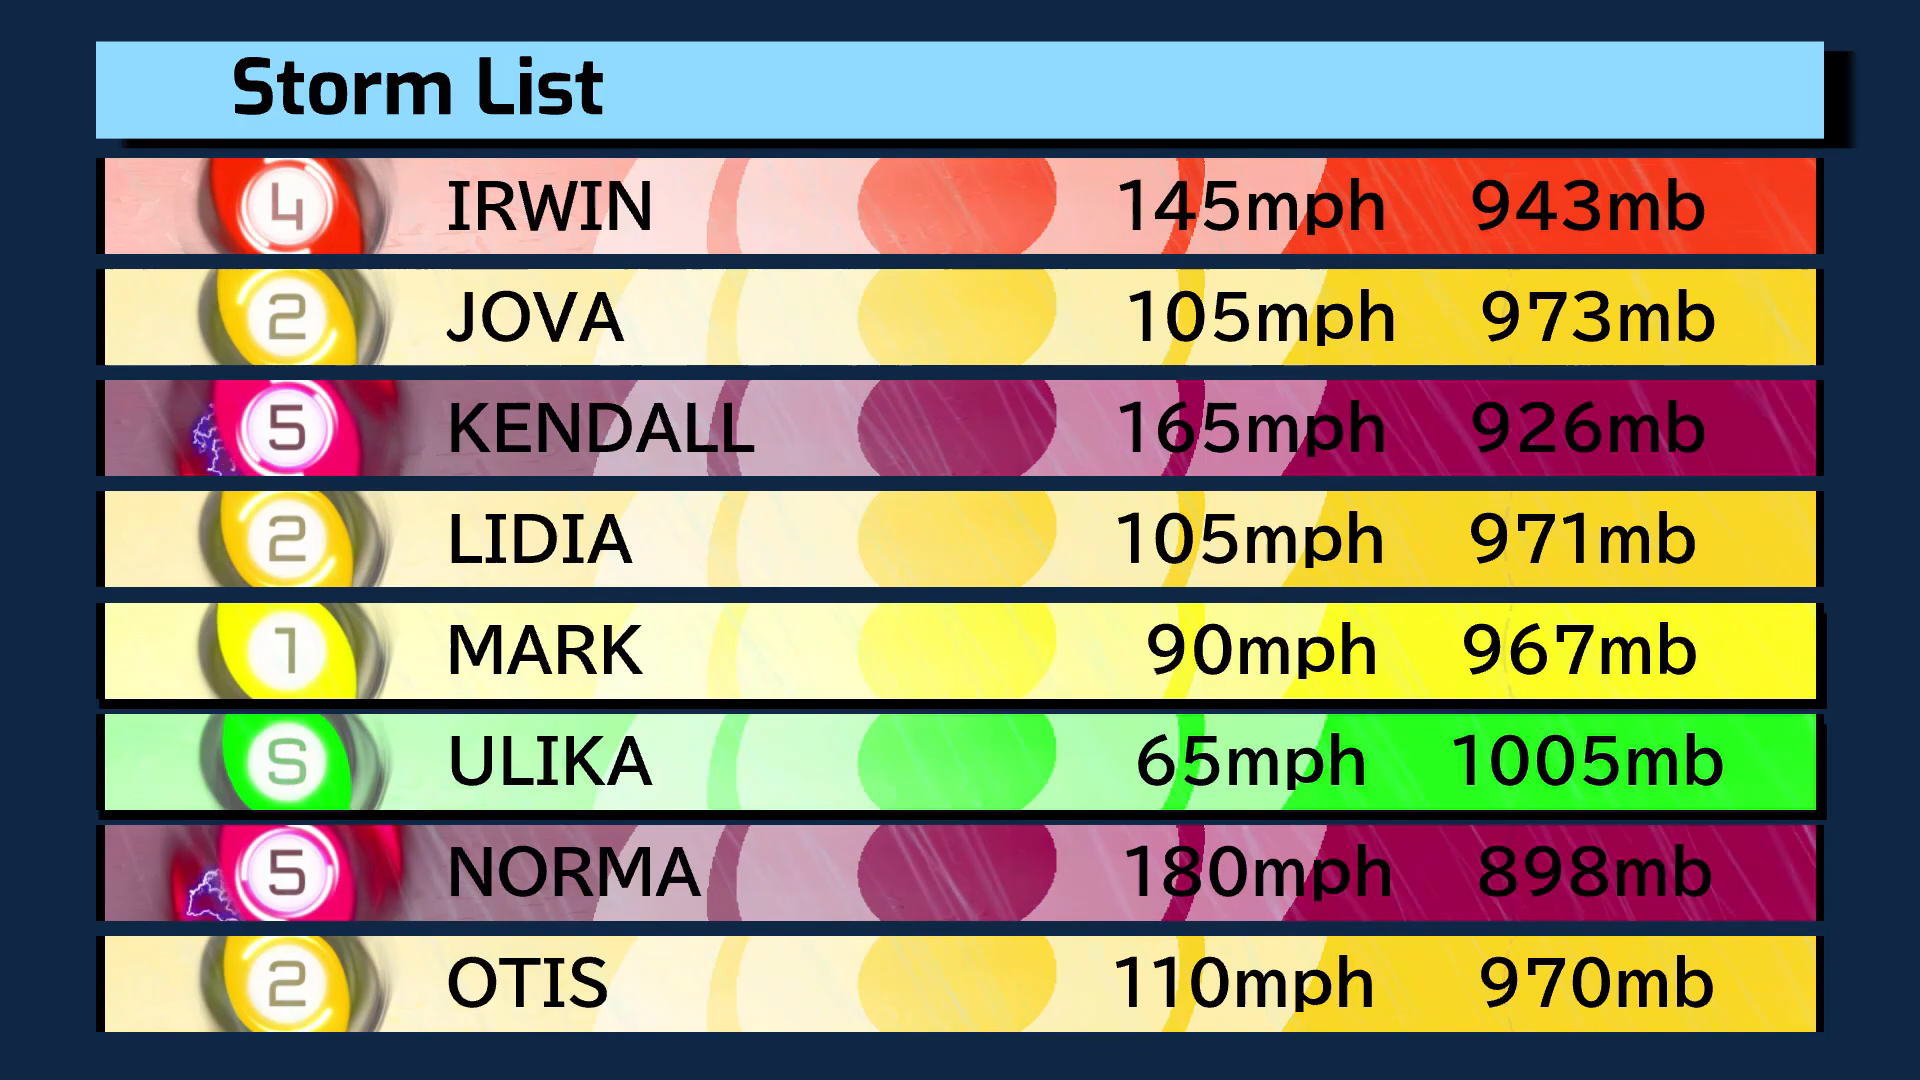 Storm List
4 IRWIN 145mph 943mb
2 JOVA 105mph 973mb
5 KENDALL 165mph 926mb
2 LIDIA 105mph 971mb
1 MARK 90mph 967mb
S ULIKA 65mph 1005mb
5 NORMA 180mph 898mb
2 OTIS 110mph 970mb